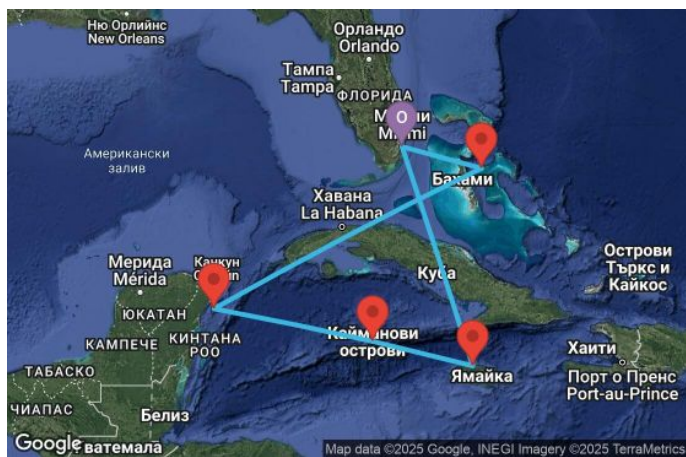 Ню Орлийнс
New Orleans
Орландо
Orlando
Тампа
Tampa
ФЛОРИДА
O
Miami
Американски
залив
Бахами
Хавана
La Habana
Мерида
Mérida
Канкун
ЮКАТАН
Куба
Острови
Търкс и
Кайкос
КАМПЕЧЕ
КИНТАНА
РОО
Кайманови
острови
Хаити
ТАБАСКО
Ямайка
Порт о Пренс
Port-au-Prince
ЧИАПАС
Белиз
Google
Гватемала
Map data ©2025 Google, INEGI Imagery ©2025 TerraMetrics